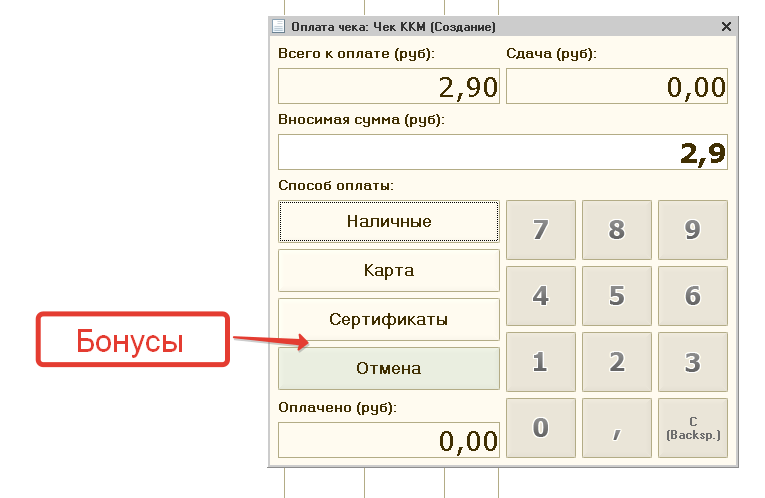 Оплата чека: Чек ККМ (Создание)
Всего к оплате (руб):
Сдача (руб):
2,90
0,00
Вносимая сумма (руб):
2,9
Способ оплаты:
Наличные
7 8 9
Карта
4 5 6
Сертификаты
Бонусы
Отмена
1 2 3
Оплачено (руб):
0,00
0 , C
(Backsp.)